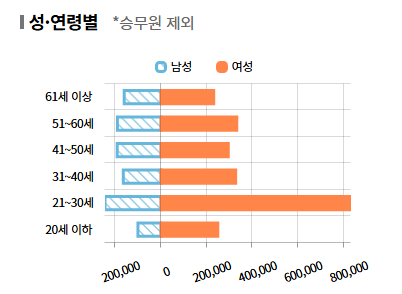 성·연령별 *승무원 제외
남성 여성
61세 이상
51~60세
41~50세
31~40세
21~30세
20세 이하
200,000 0 200,000 400,000 600,000 800,000